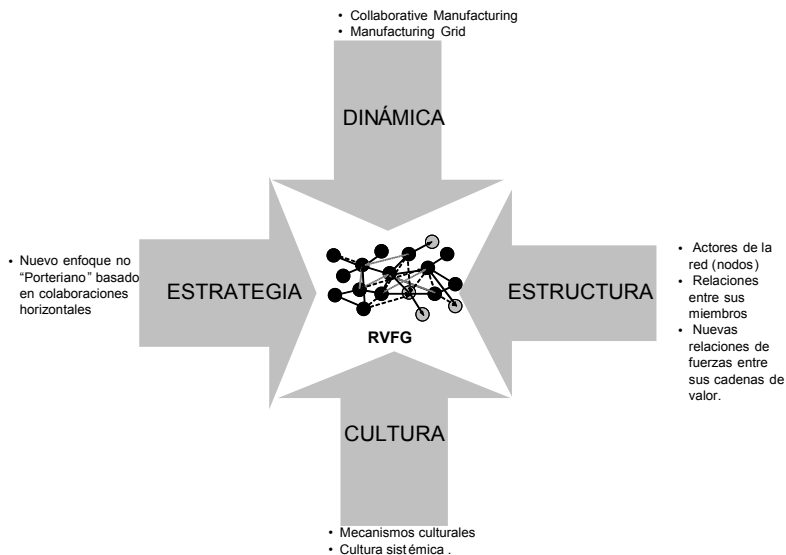 • Collaborative Manufacturing
• Manufacturing Grid
DINÁMICA
• Nuevo enfoque no
“Porteriano” basado
en colaboraciones
horizontales
ESTRATEGIA
RVFG
ESTRUCTURA
• Actores de la
red (nodos)
• Relaciones
entre sus
miembros
• Nuevas
relaciones de
fuerzas entre
sus cadenas de
valor.
CULTURA
• Mecanismos culturales
• Cultura sistémica .